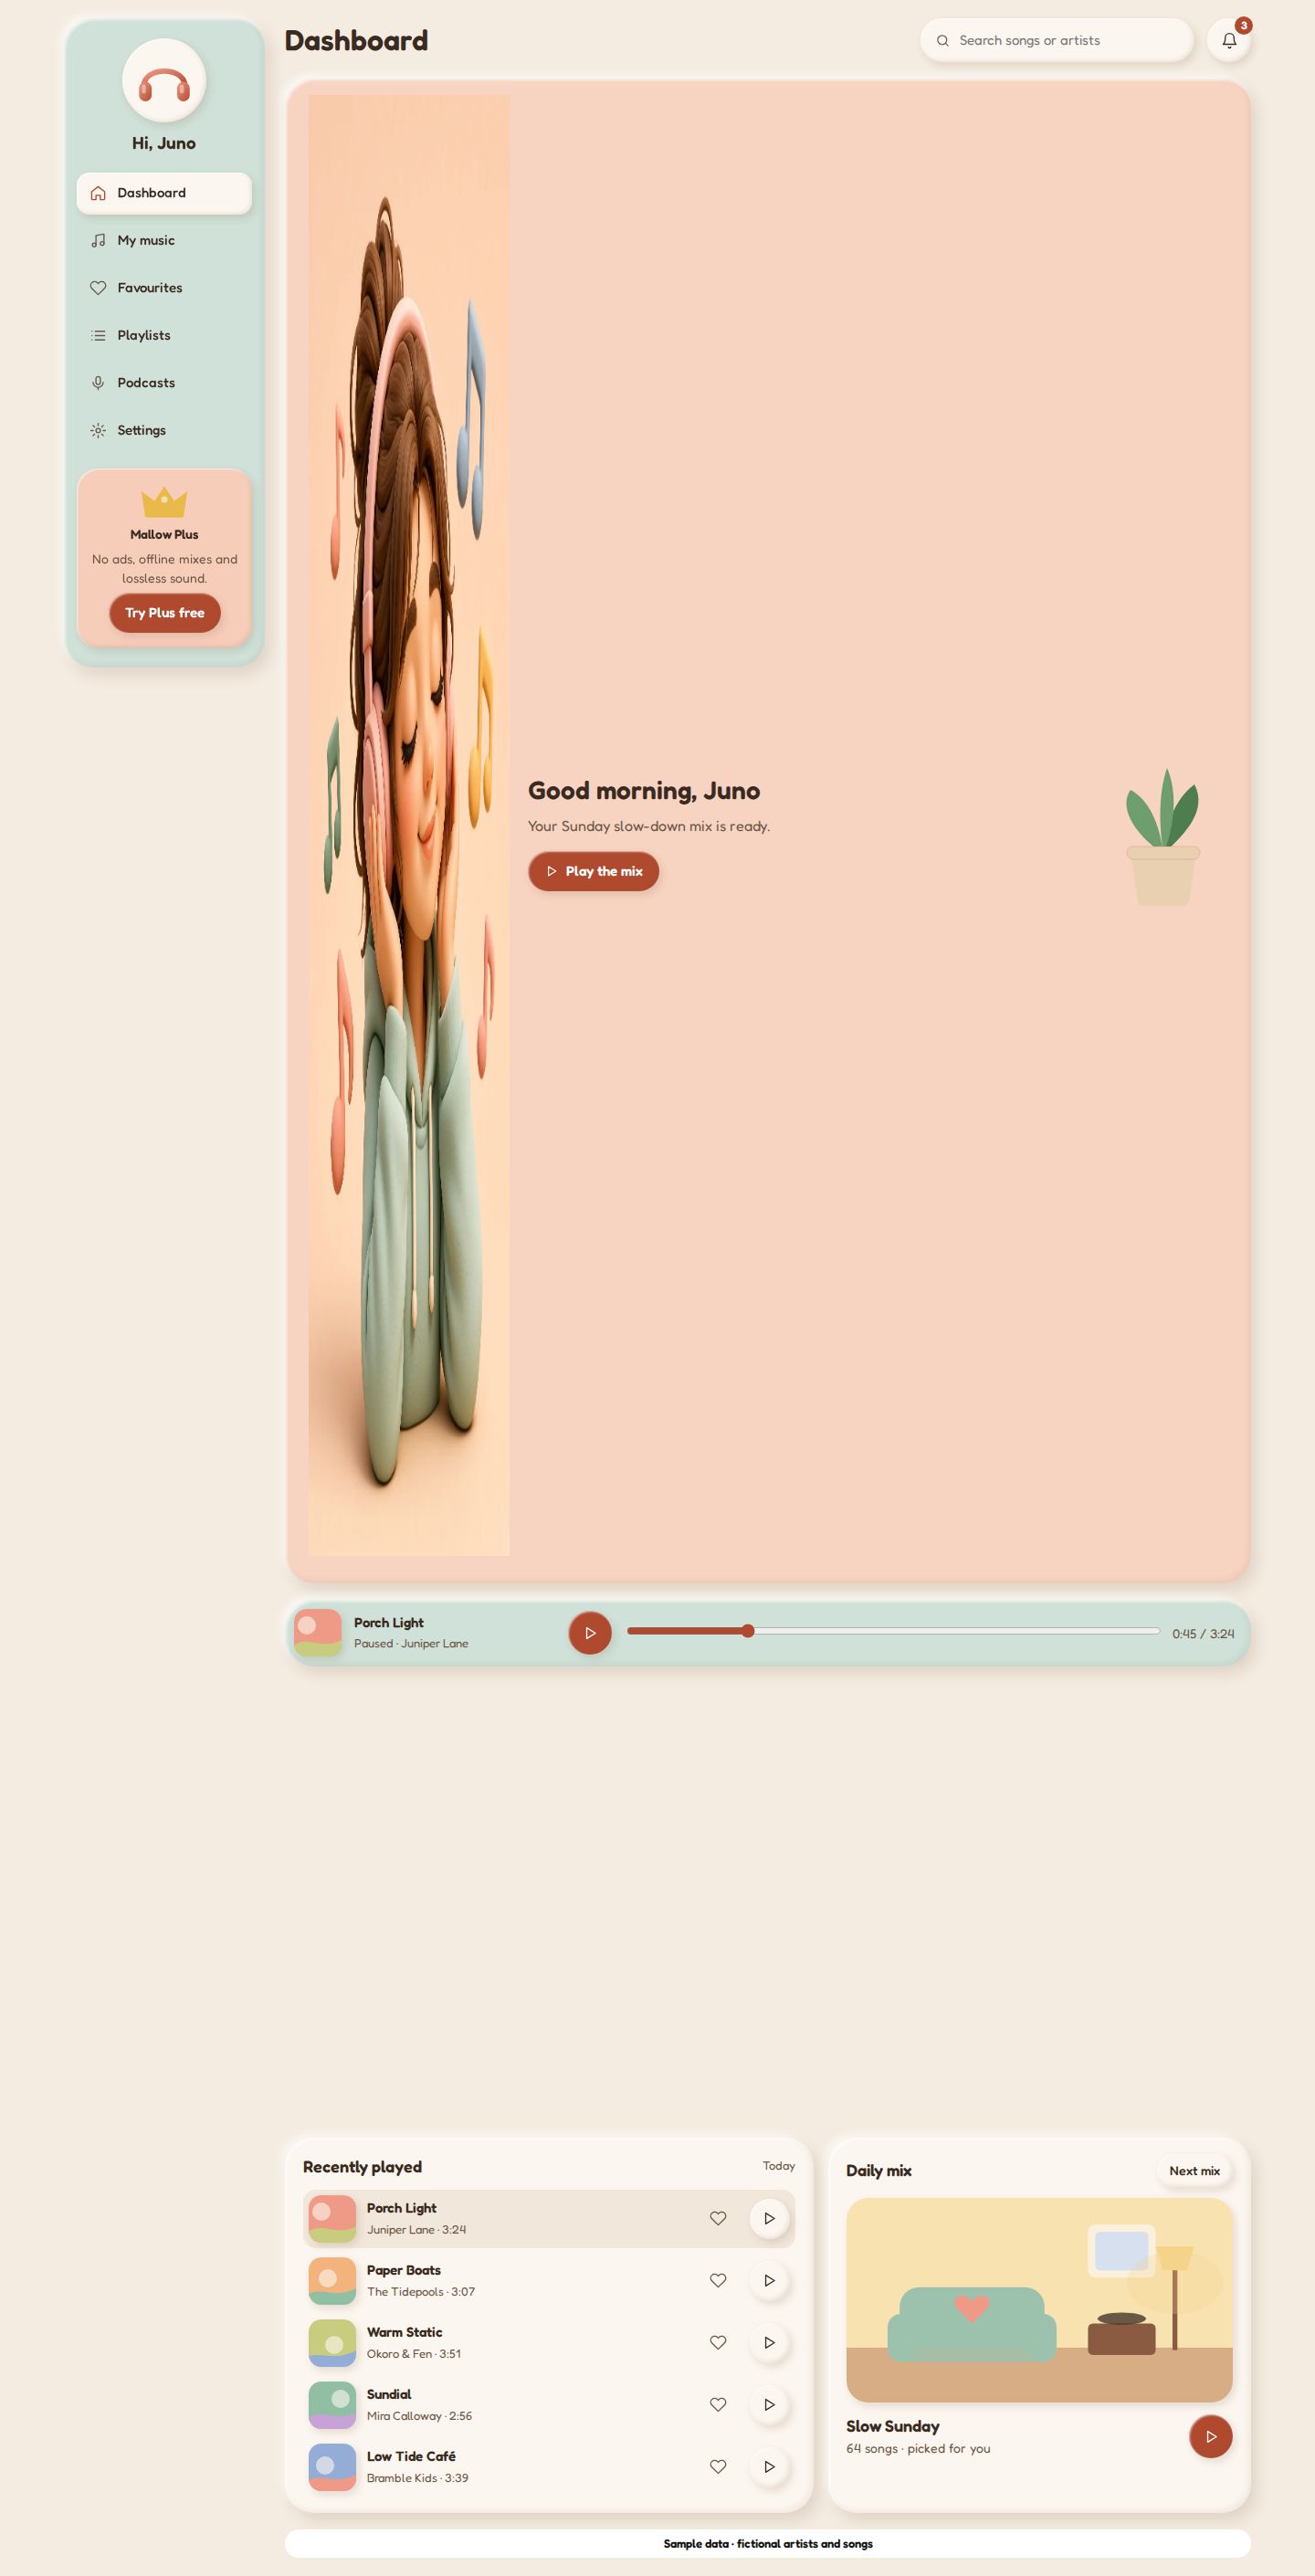 Hi, Juno
Dashboard
My music
Favourites
Playlists
Podcasts
Settings
Mallow Plus
No ads, offline mixes and
lossless sound.
Try Plus free
Dashboard
Search songs or artists
3
Good morning, Juno
Your Sunday slow-down mix is ready.
Play the mix
Porch Light
Paused · Juniper Lane
0:45 / 3:24
Recently played
Today
Porch Light
Juniper Lane · 3:24
Paper Boats
The Tidepools · 3:07
Warm Static
Okoro & Fen · 3:51
Sundial
Mira Calloway · 2:56
Low Tide Café
Bramble Kids · 3:39
Daily mix
Next mix
Slow Sunday
64 songs · picked for you
Sample data · fictional artists and songs